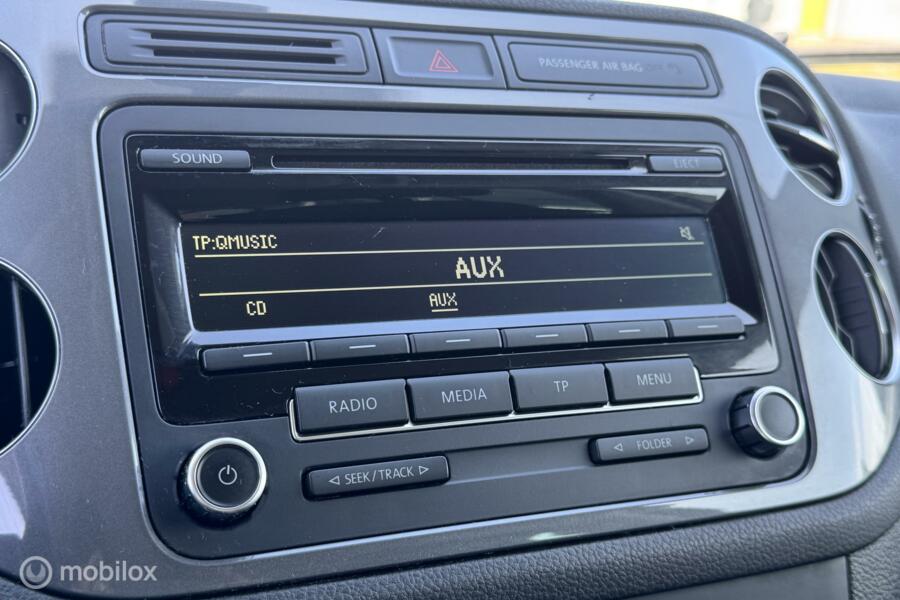 PASSENGER AIR BAG
SOUND
EJECT
TP:QMUSIC
AUX
CD AUX
RADIO MEDIA TP MENU
SEEK/TRACK FOLDER
mobilox